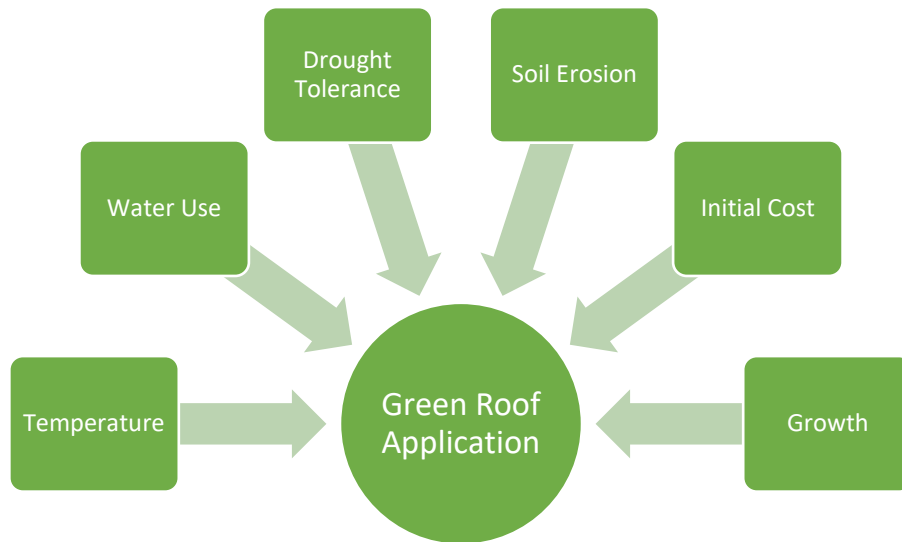 Drought
Tolerance
Soil Erosion
Water Use
Initial Cost
Temperature
Green Roof
Application
Growth